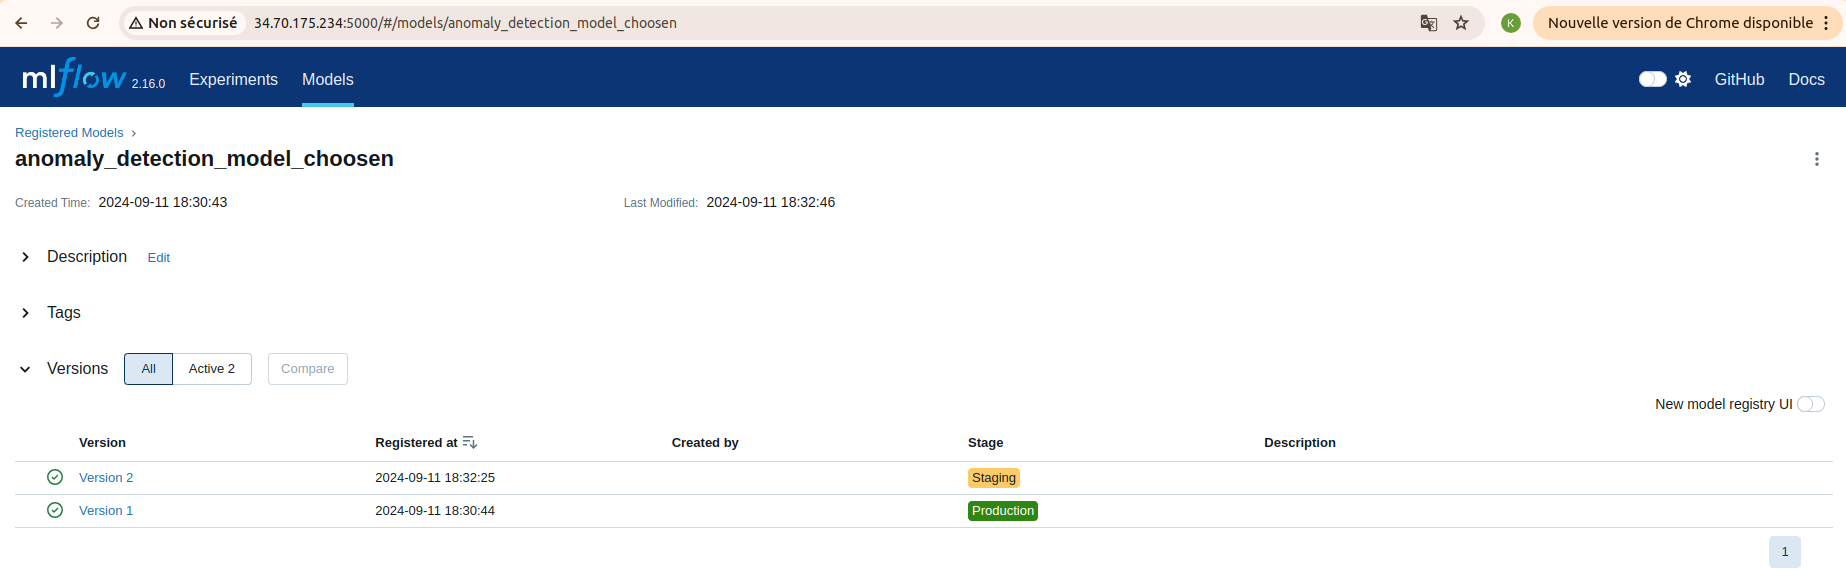 Non sécurisé 34.70.175.234:5000/#/models/anomaly_detection_model_choosen K Nouvelle version de Chrome disponible
mlflow 2.16.0 Experiments Models GitHub Docs
Registered Models ›
anomaly_detection_model_choosen
Created Time: 2024-09-11 18:30:43 Last Modified: 2024-09-11 18:32:46
Description Edit
Tags
Versions All Active 2 Compare
New model registry UI
Version Registered at Created by Stage Description
Version 2 2024-09-11 18:32:25 Staging
Version 1 2024-09-11 18:30:44 Production
1